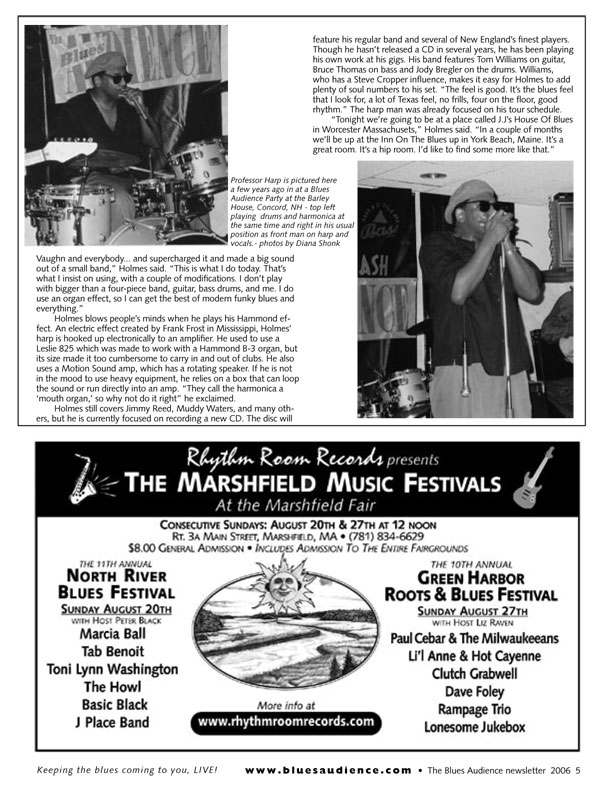 feature his regular band and several of New England's finest players.
Though he hasn't released a CD in several years, he has been playing
his own work at his gigs. His band features Tom Williams on guitar,
Bruce Thomas on bass and Jody Bregler on the drums. Williams,
who has a Steve Cropper influence, makes it easy for Holmes to add
plenty of soul numbers to his set. “The feel is good. It's the blues feel
that I look for, a lot of Texas feel, no frills, four on the floor, good
rhythm.” The harp man was already focused on his tour schedule.
“Tonight we're going to be at a place called J.J's House Of Blues
in Worcester Massachusets,” Holmes said. “In a couple of months
we'll be up at the Inn On The Blues up in York Beach, Maine. It's a
great room. It's a hip room. I'd like to find some more like that.”
Professor Harp is pictured here
a few years ago in at a Blues
Audience Party at the Barley
House, Concord, NH - top left
playing drums and harmonica at
the same time and right in his usual
position as front man on harp and
vocals.- photos by Diana Shonk
Vaughn and everybody... and supercharged it and made a big sound
out of a small band,” Holmes said. “This is what I do today. That's
what I insist on using, with a couple of modifications. I don't play
with bigger than a four-piece band, guitar, bass drums, and me. I do
use an organ effect, so I can get the best of modern funky blues and
everything.”
Holmes blows people's minds when he plays his Hammond ef-
fect. An electric effect created by Frank Frost in Mississippi, Holmes'
harp is hooked up electronically to an amplifier. He used to use a
Leslie 825 which was made to work with a Hammond B-3 organ, but
its size made it too cumbersome to carry in and out of clubs. He also
uses a Motion Sound amp, which has a rotating speaker. If he is not
in the mood to use heavy equipment, he relies on a box that can loop
the sound or run directly into an amp. “They call the harmonica a
‘mouth organ,’ so why not do it right” he exclaimed.
Holmes still covers Jimmy Reed, Muddy Waters, and many oth-
ers, but he is currently focused on recording a new CD. The disc will
Rhythm Room Records presents
THE MARSHFIELD MUSIC FESTIVALS
At the Marshfield Fair
CONSECUTIVE SUNDAYS: AUGUST 20TH & 27TH AT 12 NOON
RT. 3A MAIN STREET, MARSHFIELD, MA • (781) 834-6629
$8.00 GENERAL ADMISSION • INCLUDES ADMISSION TO THE ENTIRE FAIRGROUNDS
THE 11TH ANNUAL
NORTH RIVER
BLUES FESTIVAL
SUNDAY AUGUST 20TH
WITH HOST PETER BLACK
Marcia Ball
Tab Benoit
Toni Lynn Washington
The Howl
Basic Black
J Place Band
More info at
www.rhythmroomrecords.com
THE 10TH ANNUAL
GREEN HARBOR
ROOTS & BLUES FESTIVAL
SUNDAY AUGUST 27TH
WITH HOST LIZ RAVEN
Paul Cebar & The Milwaukeeans
Li'l Anne & Hot Cayenne
Clutch Grabwell
Dave Foley
Rampage Trio
Lonesome Jukebox
Keeping the blues coming to you, LIVE!
www.bluesaudience.com • The Blues Audience newsletter 2006 5